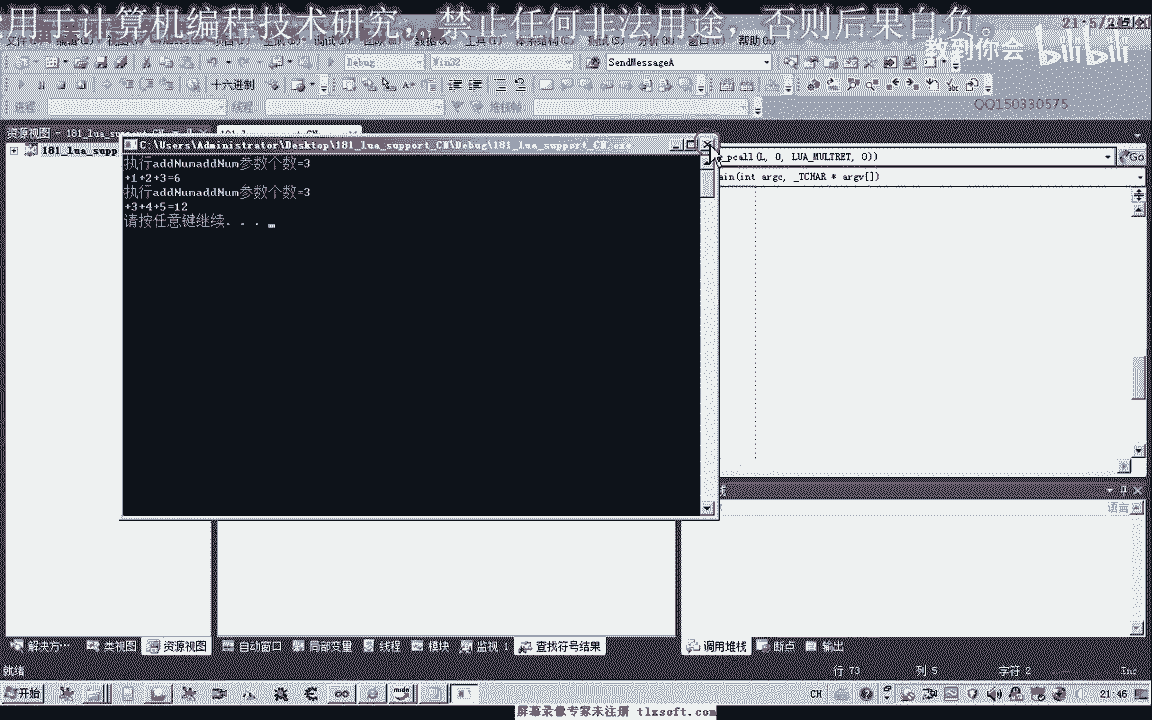 用于计算机编程技术研究,禁止任何非法用途,否则后果自负。
教到你会 bilibili
帮助
Debug Win32 SendMessageA
十六进制
QQ150330575
资源视图 - 181_lua_support_CW
181_lua_supp
C:\Users\Administrator\Desktop\181_lua_support_CW\Debug\181_lua_support_CW.exe
执行addNumaddNum参数个数=3
+1+2+3=6
执行addNumaddNum参数个数=3
+3+4+5=12
请按任意键继续. . .
_pcall(L, 0, LUA_MULTRET, 0)) Go
ain(int argc, _TCHAR * argv[])
语言
解决方… 类视图 资源视图 自动窗口 局部变量 线程 模块 监视 1 查找符号结果 调用堆栈 断点 输出
就绪 行 73 列 5 字符 2 Ins
开始 CH 21:46
屏幕录像专家未注册 tlxsoft.com